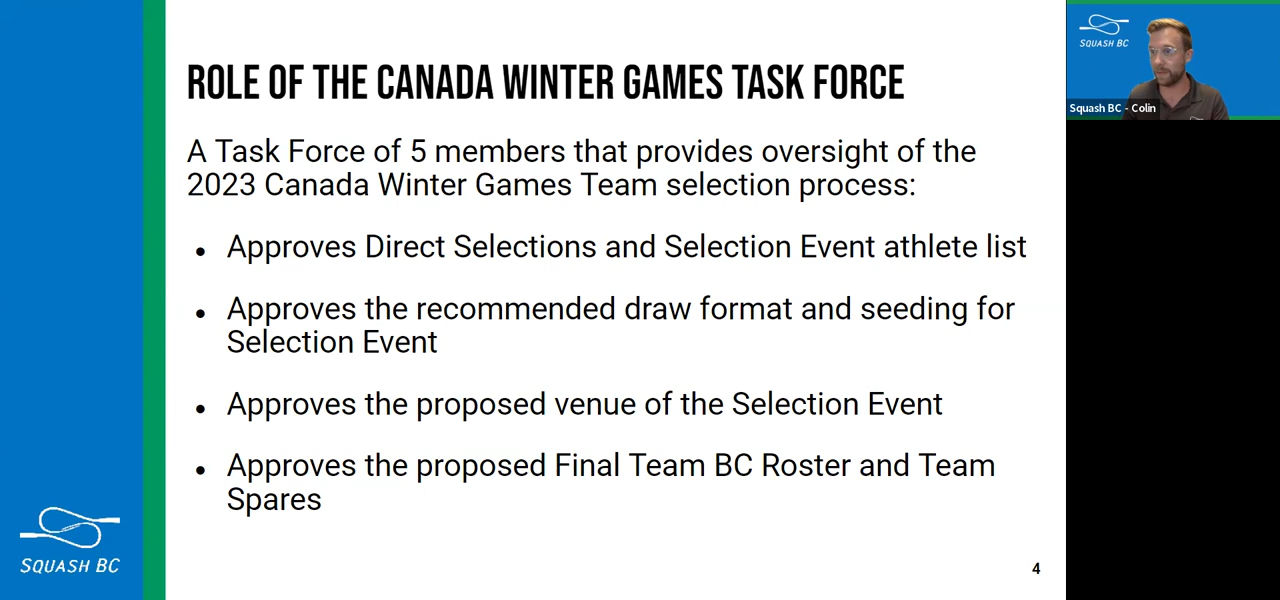 ROLE OF THE CANADA WINTER GAMES TASK FORCE
A Task Force of 5 members that provides oversight of the
2023 Canada Winter Games Team selection process:
• Approves Direct Selections and Selection Event athlete list
• Approves the recommended draw format and seeding for
Selection Event
• Approves the proposed venue of the Selection Event
• Approves the proposed Final Team BC Roster and Team
Spares
SQUASH BC
4
SQUASH BC
Squash BC - Colin